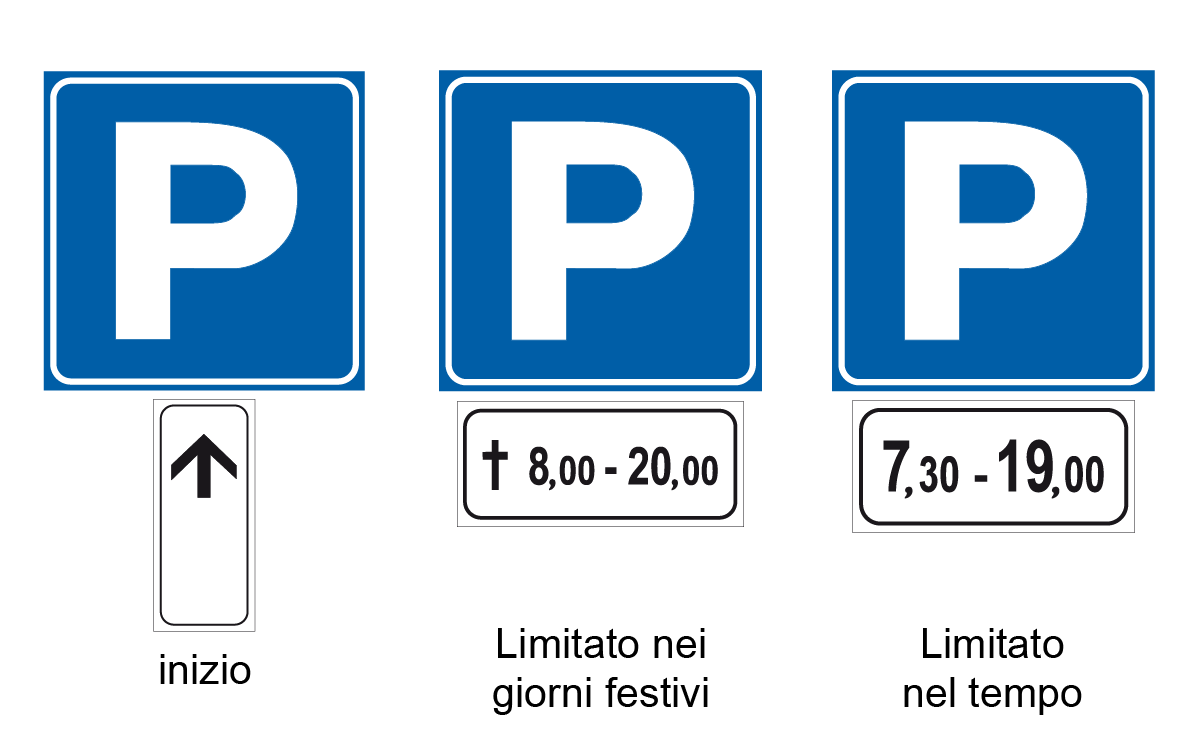 P
P
P
† 8,00 - 20,00
7,30 - 19,00
inizio
Limitato nei
giorni festivi
Limitato
nel tempo